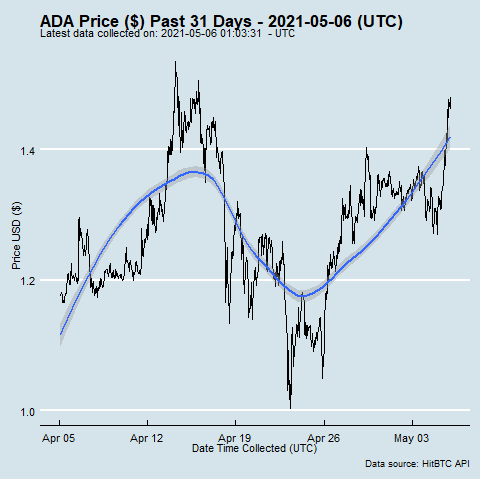 ADA Price ($) Past 31 Days - 2021-05-06 (UTC)
Latest data collected on: 2021-05-06 01:03:31 - UTC
1.4
1.2
1.0
Price USD ($)
Apr 05 Apr 12 Apr 19 Apr 26 May 03
Date Time Collected (UTC)
Data source: HitBTC API